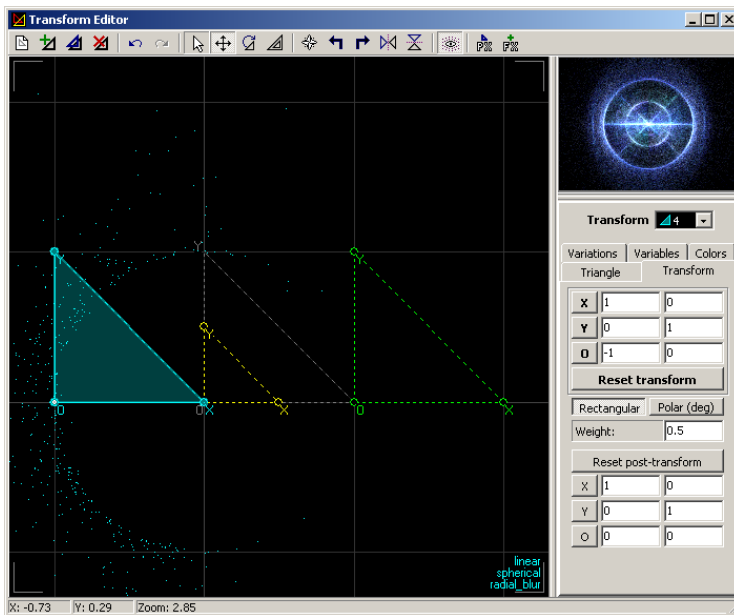 Transform Editor
PX FX
Transform 4
Variations Variables Colors
Triangle Transform
X 1 0
Y 0 1
O -1 0
Reset transform
Rectangular Polar (deg)
Weight: 0.5
Reset post-transform
X 1 0
Y 0 1
O 0 0
Y Y Y
Y
O O X X O X
linear
spherical
radial_blur
X: -0.73 Y: 0.29 Zoom: 2.85